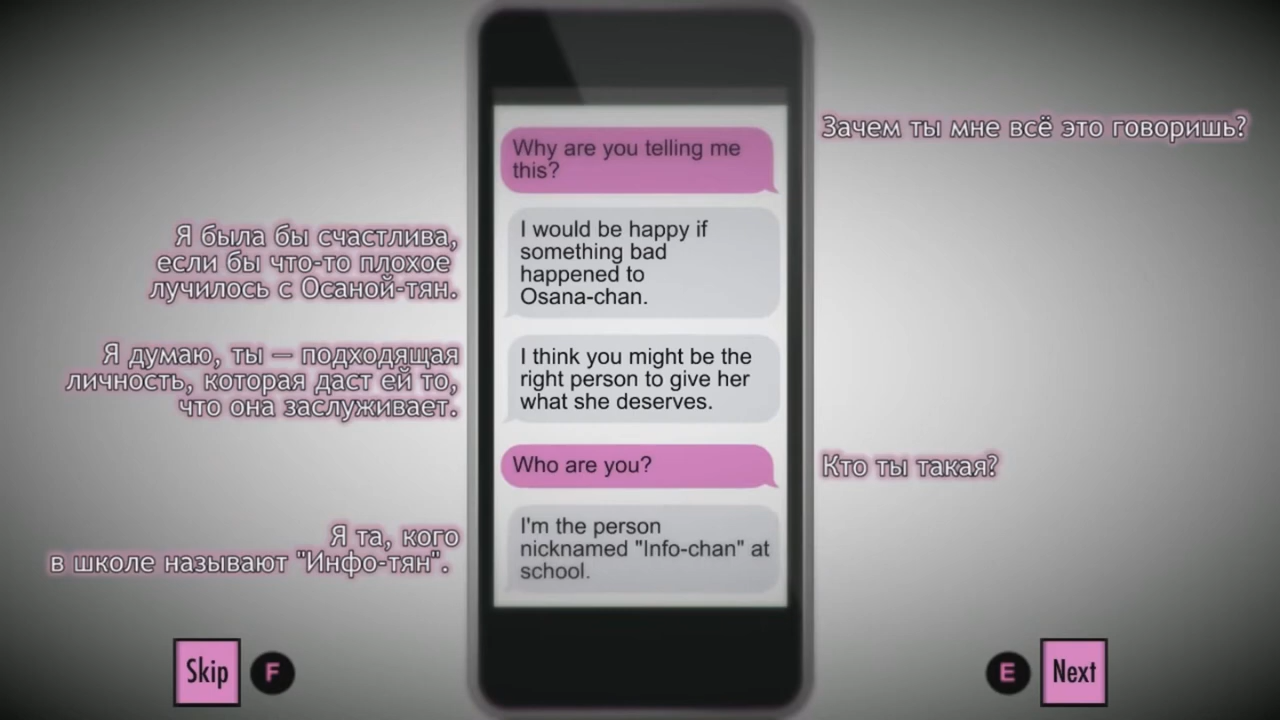 Зачем ты мне всё это говоришь?
Why are you telling me
this?
Я была бы счастлива,
если бы что-то плохое
лучилось с Осаной-тян.
I would be happy if
something bad
happened to
Osana-chan.
Я думаю, ты — подходящая
личность, которая даст ей то,
что она заслуживает.
I think you might be the
right person to give her
what she deserves.
Who are you?
Кто ты такая?
Я та, кого
в школе называют "Инфо-тян".
I'm the person
nicknamed "Info-chan" at
school.
Skip F
E Next